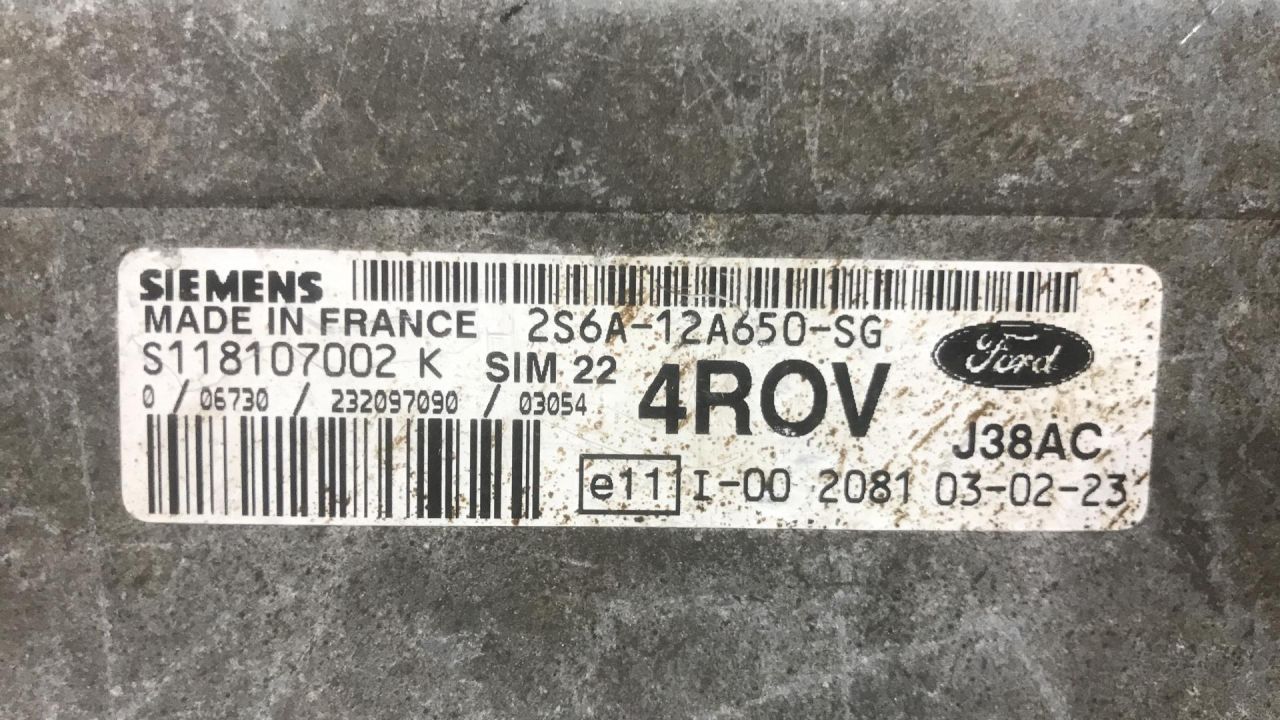 SIEMENS
MADE IN FRANCE 2S6A-12A650-SG
S118107002 K SIM 22 4ROV Ford
0 / 06730 / 232097090 / 03054
J38AC
e11 I-00 2081 03-02-23